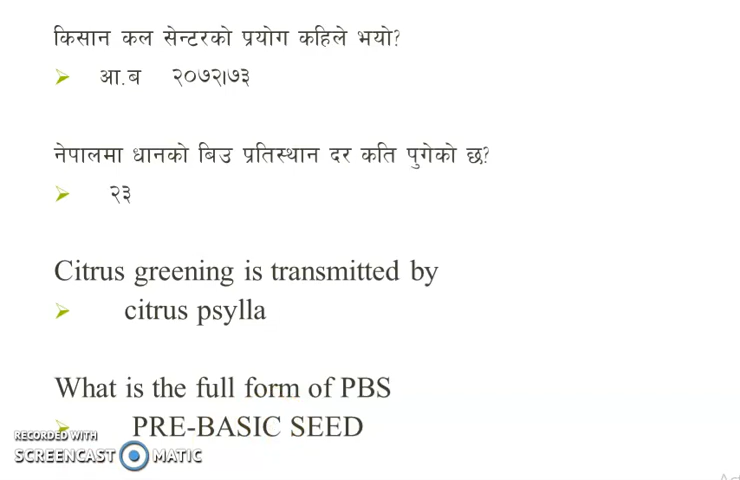 किसान कल सेन्टरको प्रयोग कहिले भयो?
आ.ब २०७२।७३
नेपालमा धानको बिउ प्रतिस्थान दर कति पुगेको छ?
२३
Citrus greening is transmitted by
citrus psylla
What is the full form of PBS
PRE-BASIC SEED
RECORDED WITH
SCREENCAST MATIC